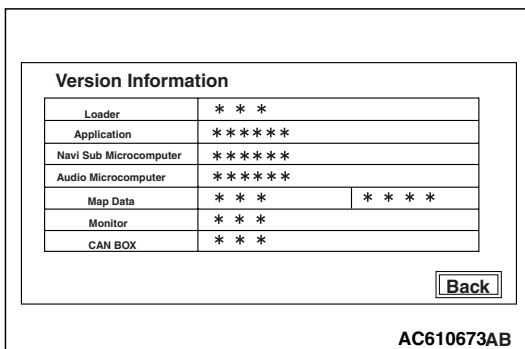 Version Information
Loader * * *
Application ******
Navi Sub Microcomputer ******
Audio Microcomputer ******
Map Data * * * * * * *
Monitor * * *
CAN BOX * * *
Back
AC610673AB